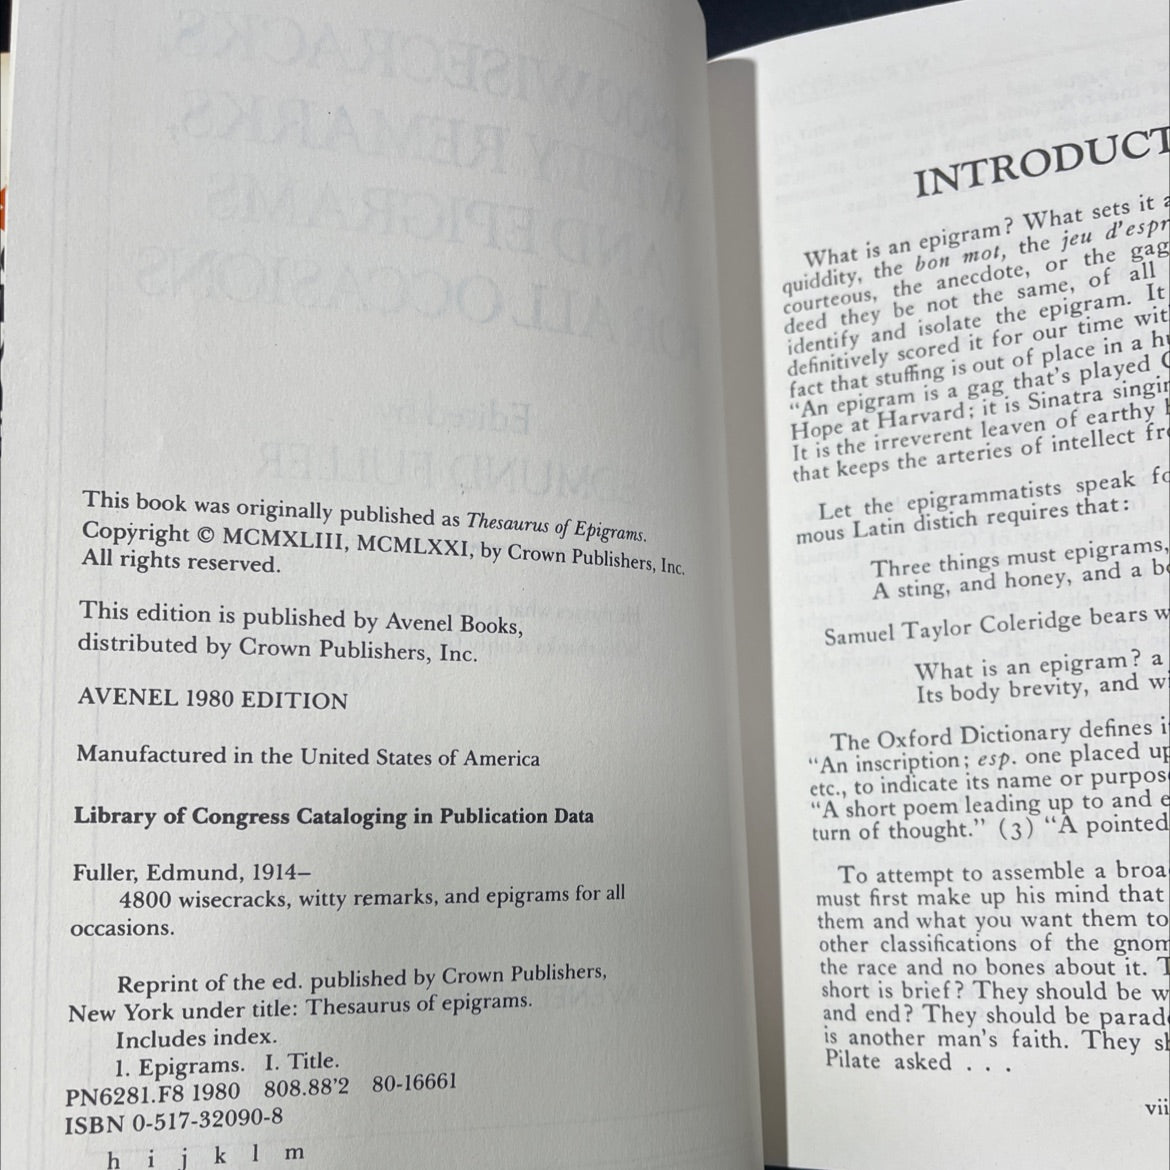 This book was originally published as Thesaurus of Epigrams.
Copyright © MCMXLIII, MCMLXXI, by Crown Publishers, Inc.
All rights reserved.
This edition is published by Avenel Books,
distributed by Crown Publishers, Inc.
AVENEL 1980 EDITION
Manufactured in the United States of America
Library of Congress Cataloging in Publication Data
Fuller, Edmund, 1914–
4800 wisecracks, witty remarks, and epigrams for all
occasions.
Reprint of the ed. published by Crown Publishers,
New York under title: Thesaurus of epigrams.
Includes index.
1. Epigrams. I. Title.
PN6281.F8 1980 808.88'2 80-16661
ISBN 0-517-32090-8
h i j k l m
INTRODUCT
What is an epigram? What sets it a
quiddity, the bon mot, the jeu d'espr
courteous, the anecdote, or the gag
deed they be not the same, of all
identify and isolate the epigram. It
definitively scored it for our time wit
fact that stuffing is out of place in a hu
"An epigram is a gag that's played C
Hope at Harvard; it is Sinatra singin
It is the irreverent leaven of earthy h
that keeps the arteries of intellect fro
Let the epigrammatists speak fo
mous Latin distich requires that:
Three things must epigrams,
A sting, and honey, and a bo
Samuel Taylor Coleridge bears w
What is an epigram? a
Its body brevity, and wi
The Oxford Dictionary defines i
"An inscription; esp. one placed up
etc., to indicate its name or purpose
"A short poem leading up to and e
turn of thought." (3) "A pointed
To attempt to assemble a broa
must first make up his mind that
them and what you want them to
other classifications of the gnom
the race and no bones about it. T
short is brief? They should be w
and end? They should be parado
is another man's faith. They sh
Pilate asked . . .
vii